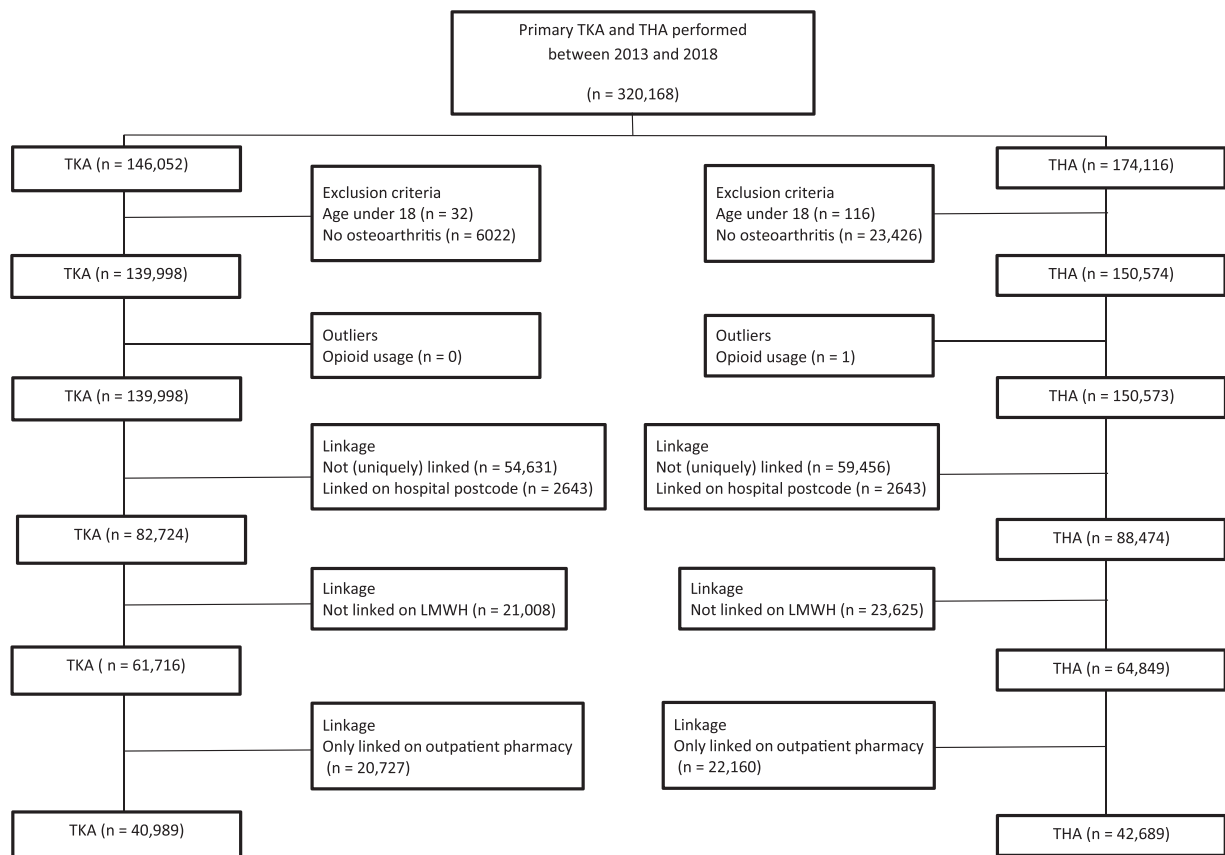 Primary TKA and THA performed
between 2013 and 2018
(n = 320,168)
TKA (n = 146,052)
THA (n = 174,116)
Exclusion criteria
Age under 18 (n = 32)
No osteoarthritis (n = 6022)
Exclusion criteria
Age under 18 (n = 116)
No osteoarthritis (n = 23,426)
TKA (n = 139,998)
THA (n = 150,574)
Outliers
Opioid usage (n = 0)
Outliers
Opioid usage (n = 1)
TKA (n = 139,998)
THA (n = 150,573)
Linkage
Not (uniquely) linked (n = 54,631)
Linked on hospital postcode (n = 2643)
Linkage
Not (uniquely) linked (n = 59,456)
Linked on hospital postcode (n = 2643)
TKA (n = 82,724)
THA (n = 88,474)
Linkage
Not linked on LMWH (n = 21,008)
Linkage
Not linked on LMWH (n = 23,625)
TKA ( n = 61,716)
THA (n = 64,849)
Linkage
Only linked on outpatient pharmacy
(n = 20,727)
Linkage
Only linked on outpatient pharmacy
(n = 22,160)
TKA (n = 40,989)
THA (n = 42,689)